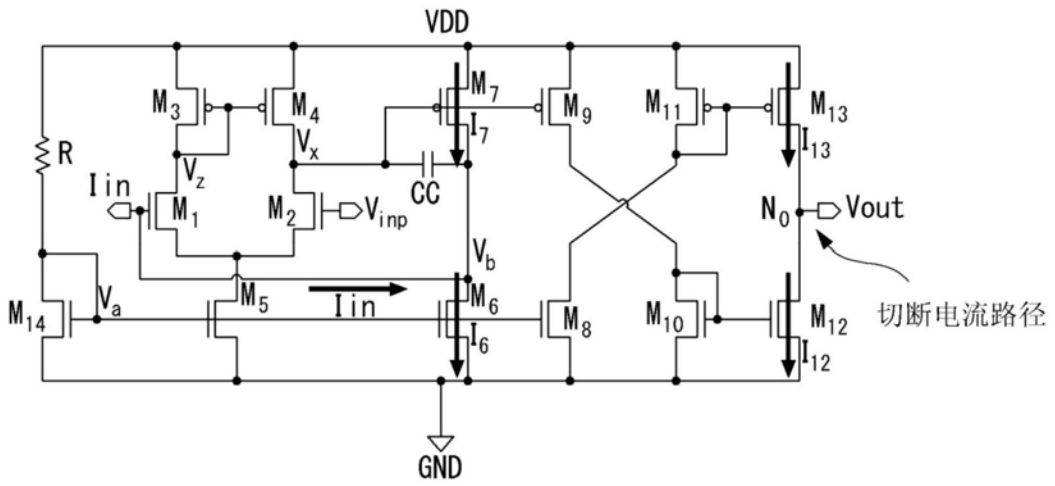 VDD
M3
M4
M7
M9
M11
M13
I7
I13
R
Vx
Vz
CC
Iin
M1
M2
Vinp
N0
Vout
Vb
M14
Va
M5
Iin
M6
M8
M10
M12
切断电流路径
I6
I12
GND